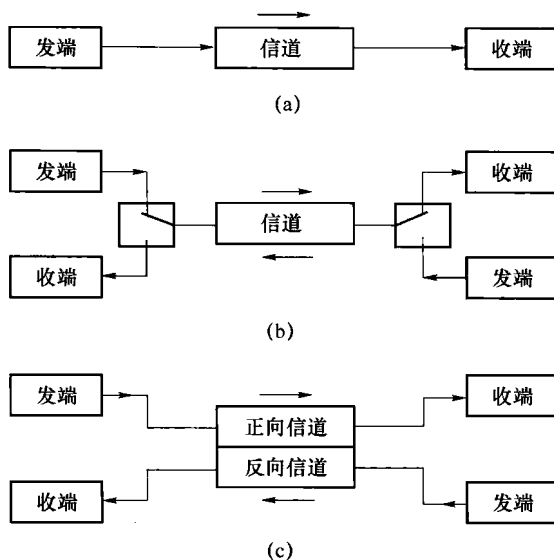 发端 信道 收端
(a)
发端 收端
信道
收端 发端
(b)
发端 收端
正向信道
反向信道
收端 发端
(c)